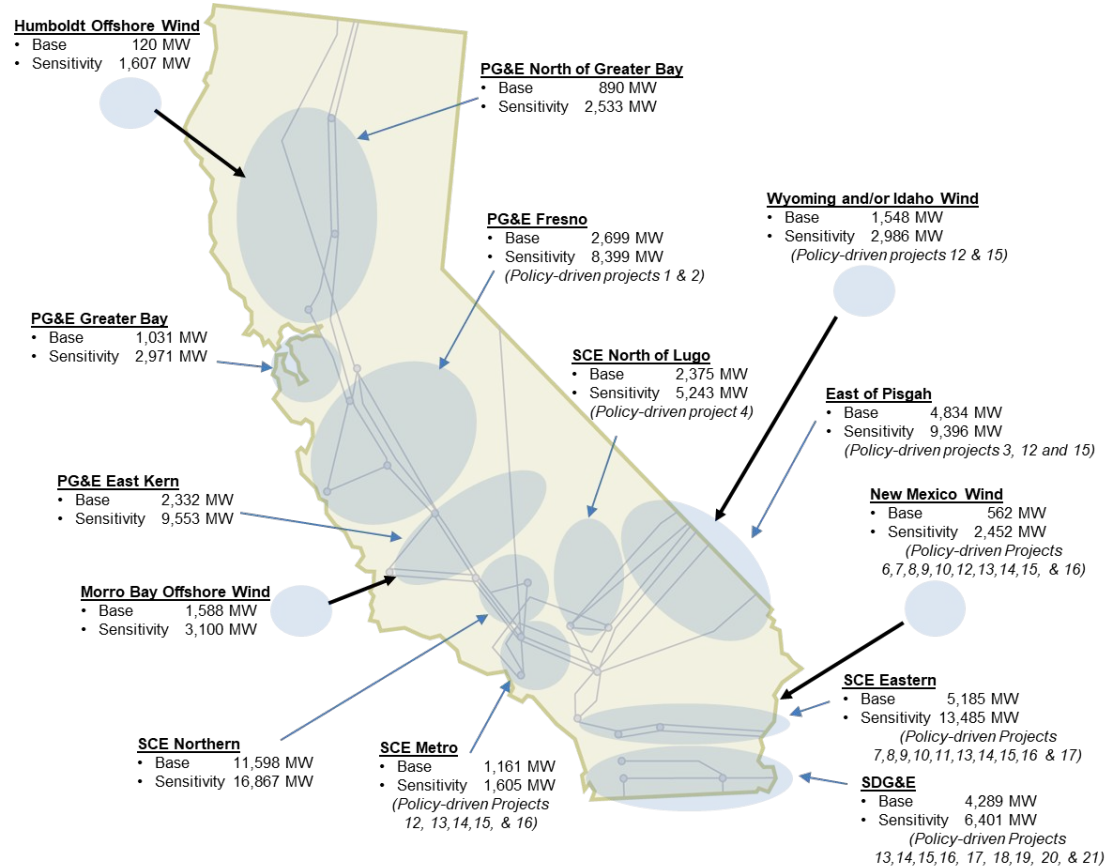 Humboldt Offshore Wind
• Base 120 MW
• Sensitivity 1,607 MW
PG&E North of Greater Bay
• Base 890 MW
• Sensitivity 2,533 MW
Wyoming and/or Idaho Wind
• Base 1,548 MW
• Sensitivity 2,986 MW
(Policy-driven projects 12 & 15)
PG&E Fresno
• Base 2,699 MW
• Sensitivity 8,399 MW
(Policy-driven projects 1 & 2)
PG&E Greater Bay
• Base 1,031 MW
• Sensitivity 2,971 MW
SCE North of Lugo
• Base 2,375 MW
• Sensitivity 5,243 MW
(Policy-driven project 4)
East of Pisgah
• Base 4,834 MW
• Sensitivity 9,396 MW
(Policy-driven projects 3, 12 and 15)
PG&E East Kern
• Base 2,332 MW
• Sensitivity 9,553 MW
New Mexico Wind
• Base 562 MW
• Sensitivity 2,452 MW
(Policy-driven Projects
6,7,8,9,10,12,13,14,15, & 16)
Morro Bay Offshore Wind
• Base 1,588 MW
• Sensitivity 3,100 MW
SCE Eastern
• Base 5,185 MW
• Sensitivity 13,485 MW
(Policy-driven Projects
7,8,9,10,11,13,14,15,16 & 17)
SCE Northern
• Base 11,598 MW
• Sensitivity 16,867 MW
SCE Metro
• Base 1,161 MW
• Sensitivity 1,605 MW
(Policy-driven Projects
12, 13,14,15, & 16)
SDG&E
• Base 4,289 MW
• Sensitivity 6,401 MW
(Policy-driven Projects
13,14,15,16, 17, 18,19, 20, & 21)